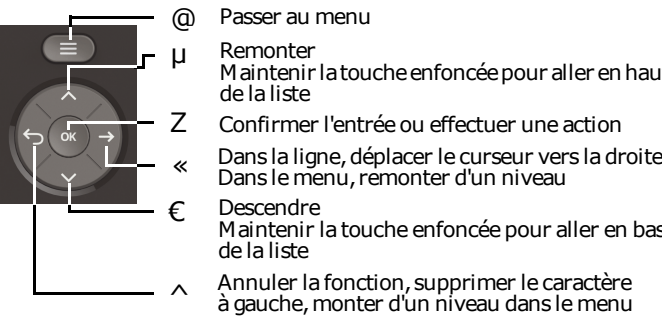 @ Passer au menu
µ Remonter
Maintenir la touche enfoncée pour aller en hau
de la liste
Z Confirmer l'entrée ou effectuer une action
OK
« Dans la ligne, déplacer le curseur vers la droite
Dans le menu, remonter d'un niveau
€ Descendre
Maintenir la touche enfoncée pour aller en bas
de la liste
^ Annuler la fonction, supprimer le caractère
à gauche, monter d'un niveau dans le menu